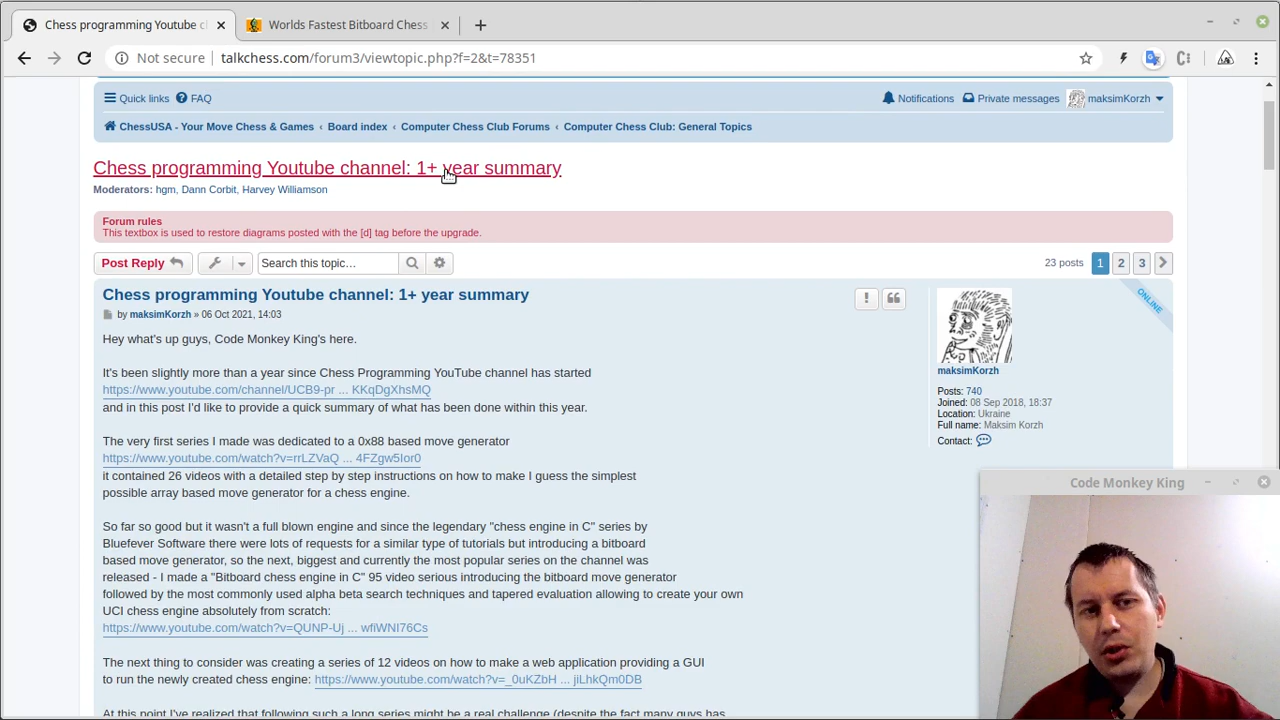 Chess programming Youtube c
Worlds Fastest Bitboard Chess
Not secure
talkchess.com/forum3/viewtopic.php?f=2&t=78351
Quick links
FAQ
Notifications
Private messages
maksimKorzh
ChessUSA - Your Move Chess & Games ‹ Board index ‹ Computer Chess Club Forums ‹ Computer Chess Club: General Topics
Chess programming Youtube channel: 1+ year summary
Moderators: hgm, Dann Corbit, Harvey Williamson
Forum rules
This textbox is used to restore diagrams posted with the [d] tag before the upgrade.
Post Reply
Search this topic…
23 posts
1
2
3
Chess programming Youtube channel: 1+ year summary
by maksimKorzh » 06 Oct 2021, 14:03
ONLINE
Hey what's up guys, Code Monkey King's here.
It's been slightly more than a year since Chess Programming YouTube channel has started
https://www.youtube.com/channel/UCB9-pr ... KKqDgXhsMQ
and in this post I'd like to provide a quick summary of what has been done within this year.
The very first series I made was dedicated to a 0x88 based move generator
https://www.youtube.com/watch?v=rrLZVaQ ... 4FZgw5Ior0
it contained 26 videos with a detailed step by step instructions on how to make I guess the simplest
possible array based move generator for a chess engine.
So far so good but it wasn't a full blown engine and since the legendary "chess engine in C" series by
Bluefever Software there were lots of requests for a similar type of tutorials but introducing a bitboard
based move generator, so the next, biggest and currently the most popular series on the channel was
released - I made a "Bitboard chess engine in C" 95 video serious introducing the bitboard move generator
followed by the most commonly used alpha beta search techniques and tapered evaluation allowing to create your own
UCI chess engine absolutely from scratch:
https://www.youtube.com/watch?v=QUNP-Uj ... wfiWNI76Cs
The next thing to consider was creating a series of 12 videos on how to make a web application providing a GUI
to run the newly created chess engine: https://www.youtube.com/watch?v=_0uKZbH ... jiLhkQm0DB
At this point I've realized that following such a long series might be a real challenge (despite the fact many guys has
maksimKorzh
Posts: 740
Joined: 08 Sep 2018, 18:37
Location: Ukraine
Full name: Maksim Korzh
Contact:
Code Monkey King